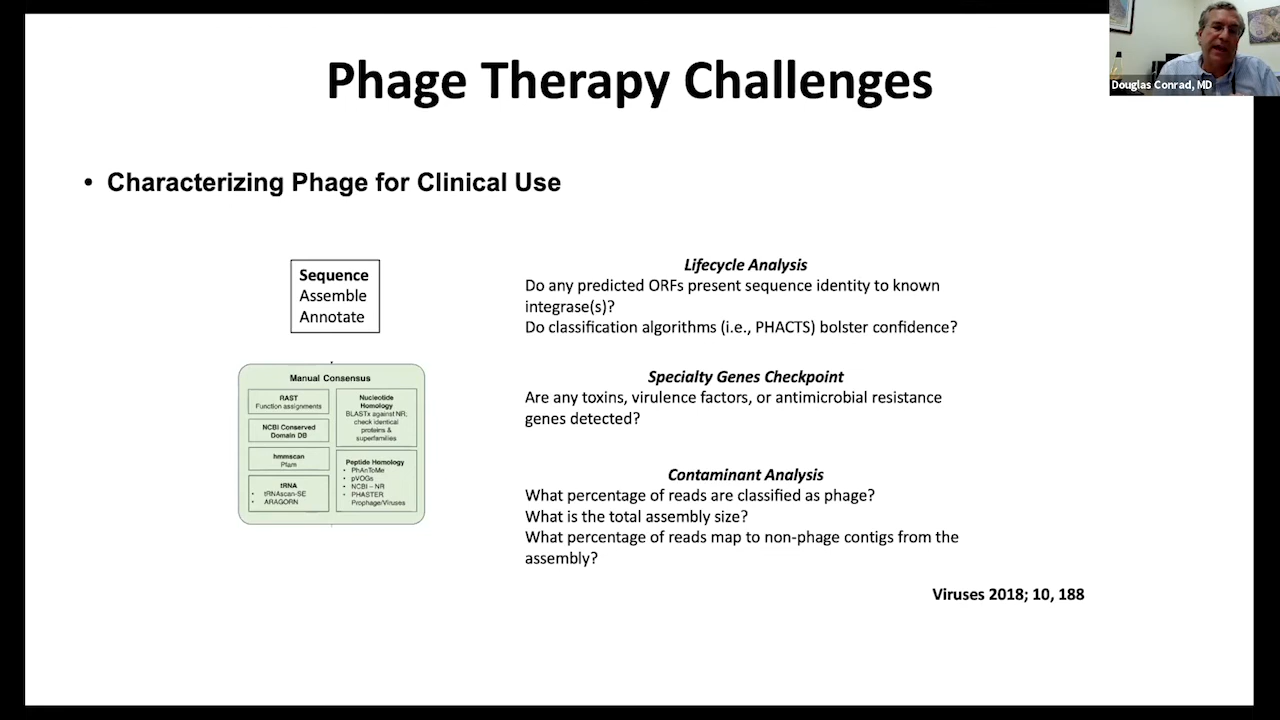 Phage Therapy Challenges
Douglas Conrad, MD
• Characterizing Phage for Clinical Use
Sequence
Assemble
Annotate
Manual Consensus
RAST
Function assignments
NCBI Conserved
Domain DB
hmmscan
Pfam
tRNA
• tRNAscan-SE
• ARAGORN
Nucleotide
Homology
BLASTx against NR,
check identical
proteins &
superfamilies
Peptide Homology
• PhAnToMe
• pVOGs
• NCBI – NR
• PHASTER
Prophage/Viruses
Lifecycle Analysis
Do any predicted ORFs present sequence identity to known
integrase(s)?
Do classification algorithms (i.e., PHACTS) bolster confidence?
Specialty Genes Checkpoint
Are any toxins, virulence factors, or antimicrobial resistance
genes detected?
Contaminant Analysis
What percentage of reads are classified as phage?
What is the total assembly size?
What percentage of reads map to non-phage contigs from the
assembly?
Viruses 2018; 10, 188